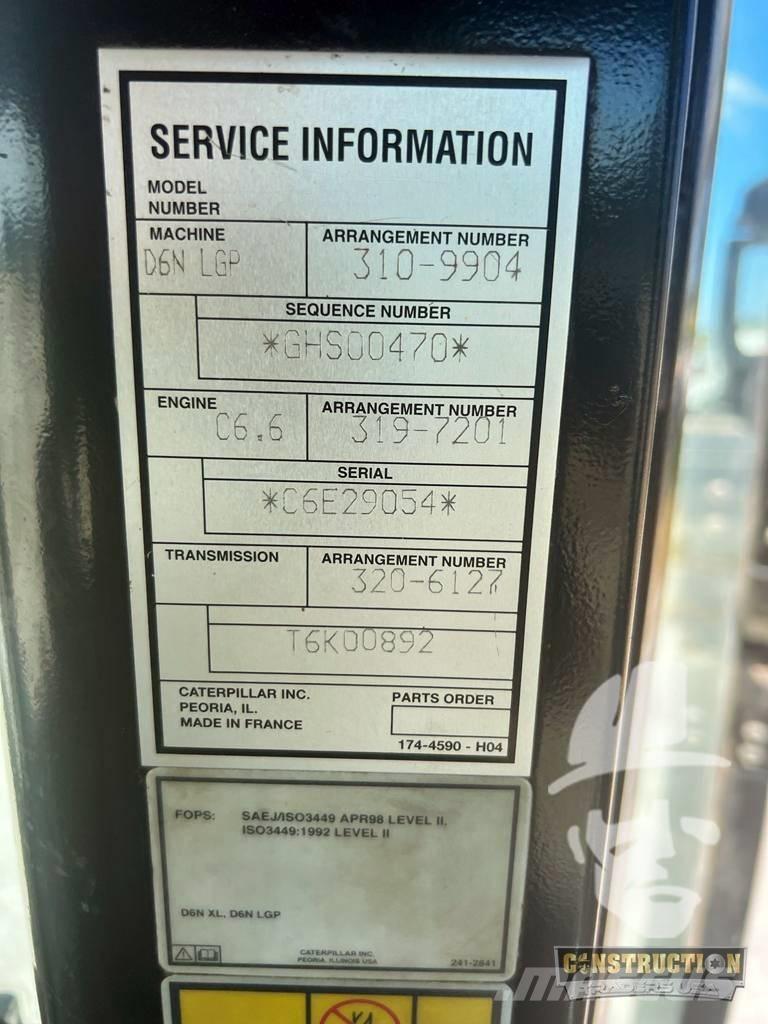 SERVICE INFORMATION
MODEL
NUMBER
MACHINE ARRANGEMENT NUMBER
D6N LGP 310-9904
SEQUENCE NUMBER
*GHS00470*
ENGINE ARRANGEMENT NUMBER
C6.6 319-7201
SERIAL
*C6E29054*
TRANSMISSION ARRANGEMENT NUMBER
320-6127
T6K00892
CATERPILLAR INC. PARTS ORDER
PEORIA, IL.
MADE IN FRANCE
174-4590 - H04
FOPS: SAEJ/ISO3449 APR98 LEVEL II.
ISO3449:1992 LEVEL II
D6N XL, D6N LGP
CATERPILLAR INC.
PEORIA, ILLINOIS USA 241-2841
CONSTRUCTION
TRADERS USA